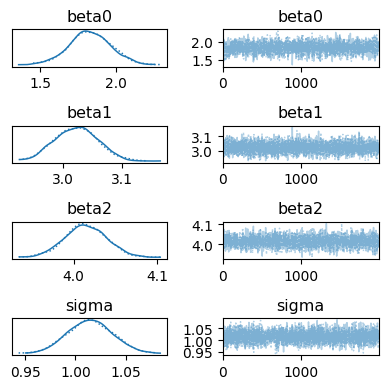 beta0 beta0
2.0
1.5
1.5 2.0 0 1000
beta1 beta1
3.1
3.0
3.0 3.1 0 1000
beta2 beta2
4.1
4.0
4.0 4.1 0 1000
sigma sigma
1.05
1.00
0.95
0.95 1.00 1.05 0 1000